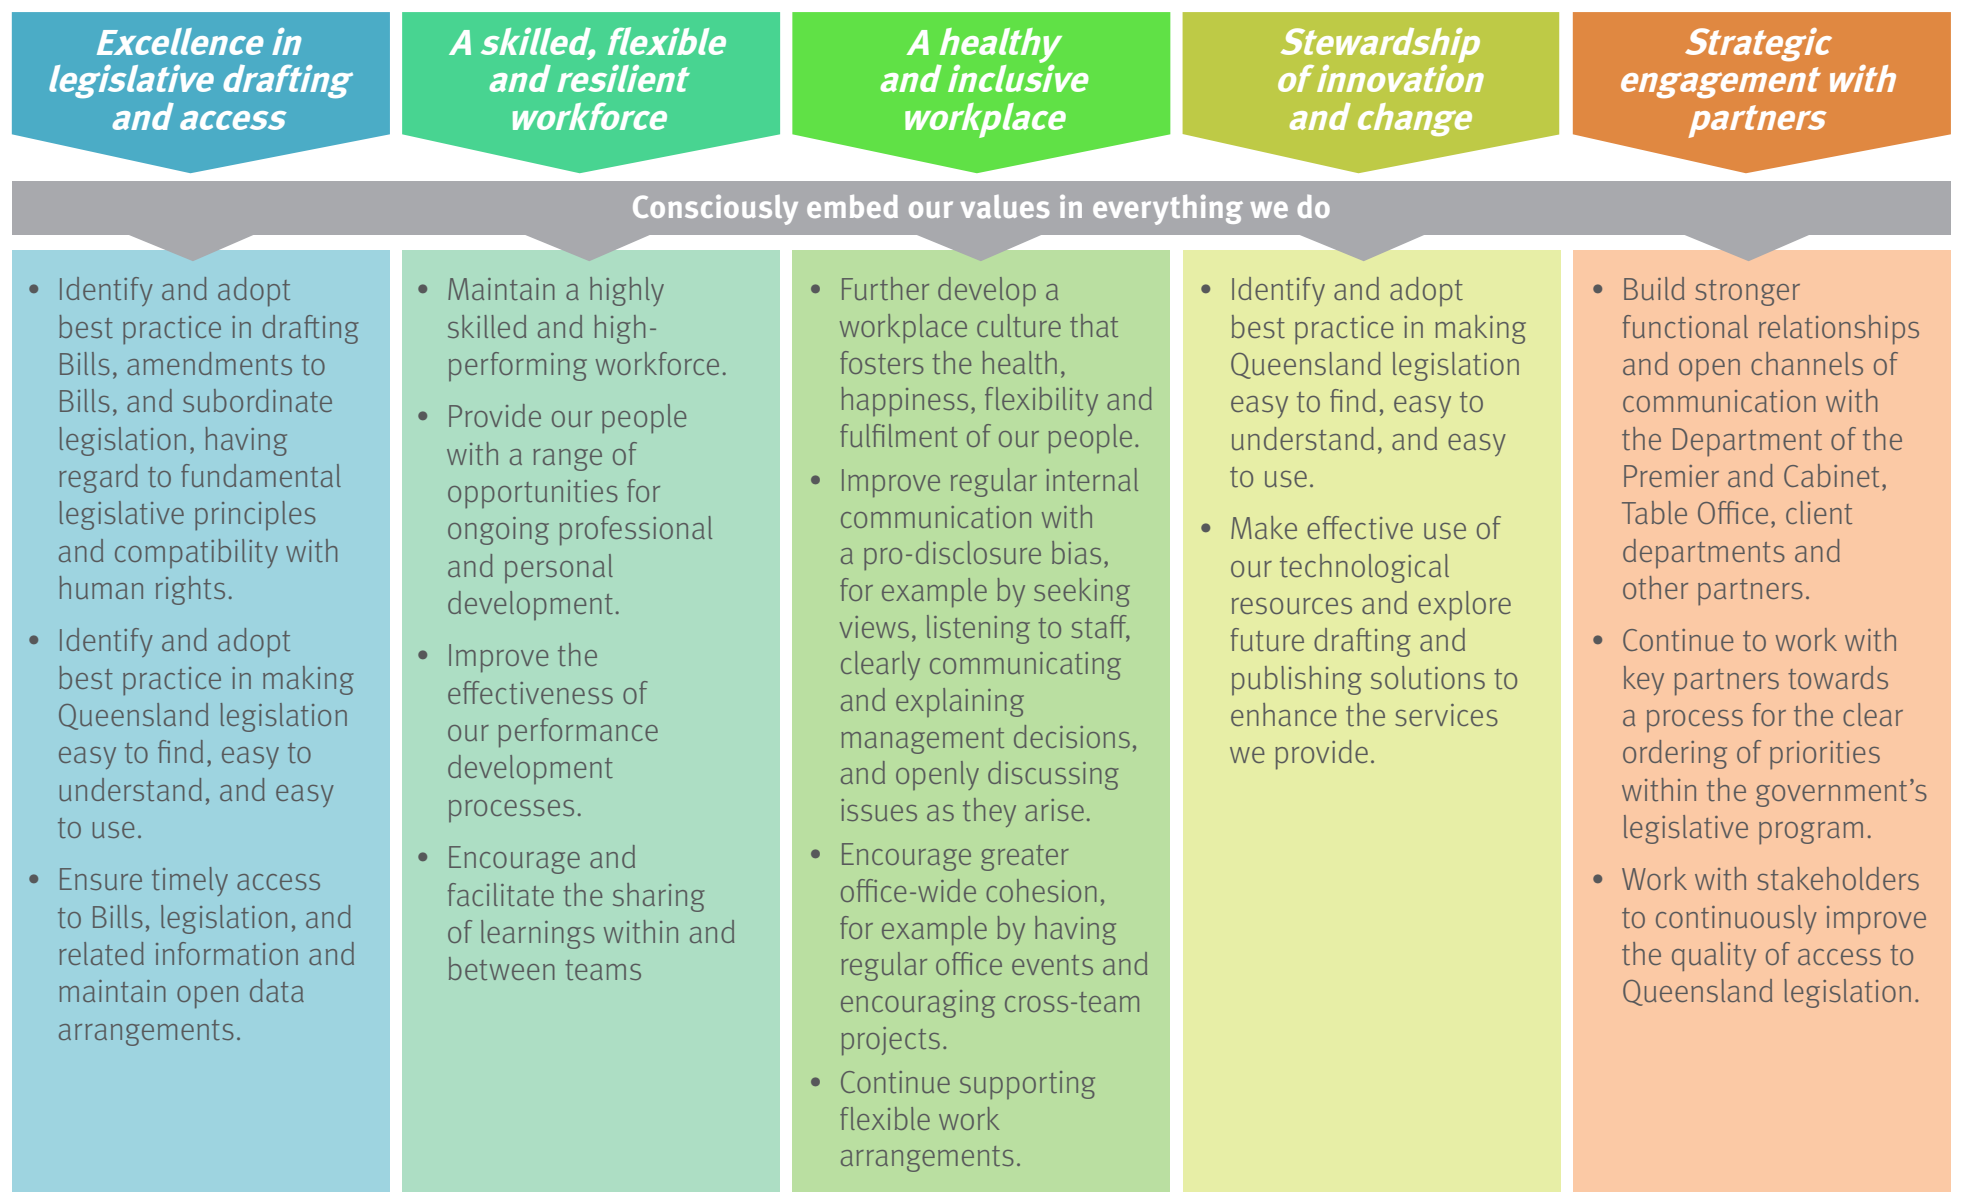 Excellence in
legislative drafting
and access
A skilled, flexible
and resilient
workforce
A healthy
and inclusive
workplace
Stewardship
of innovation
and change
Strategic
engagement with
partners
Consciously embed our values in everything we do
• Identify and adopt
best practice in drafting
Bills, amendments to
Bills, and subordinate
legislation, having
regard to fundamental
legislative principles
and compatibility with
human rights.
• Identify and adopt
best practice in making
Queensland legislation
easy to find, easy to
understand, and easy
to use.
• Ensure timely access
to Bills, legislation, and
related information and
maintain open data
arrangements.
• Maintain a highly
skilled and high-
performing workforce.
• Provide our people
with a range of
opportunities for
ongoing professional
and personal
development.
• Improve the
effectiveness of
our performance
development
processes.
• Encourage and
facilitate the sharing
of learnings within and
between teams
• Further develop a
workplace culture that
fosters the health,
happiness, flexibility and
fulfilment of our people.
• Improve regular internal
communication with
a pro-disclosure bias,
for example by seeking
views, listening to staff,
clearly communicating
and explaining
management decisions,
and openly discussing
issues as they arise.
• Encourage greater
office-wide cohesion,
for example by having
regular office events and
encouraging cross-team
projects.
• Continue supporting
flexible work
arrangements.
• Identify and adopt
best practice in making
Queensland legislation
easy to find, easy to
understand, and easy
to use.
• Make effective use of
our technological
resources and explore
future drafting and
publishing solutions to
enhance the services
we provide.
• Build stronger
functional relationships
and open channels of
communication with
the Department of the
Premier and Cabinet,
Table Office, client
departments and
other partners.
• Continue to work with
key partners towards
a process for the clear
ordering of priorities
within the government’s
legislative program.
• Work with stakeholders
to continuously improve
the quality of access to
Queensland legislation.